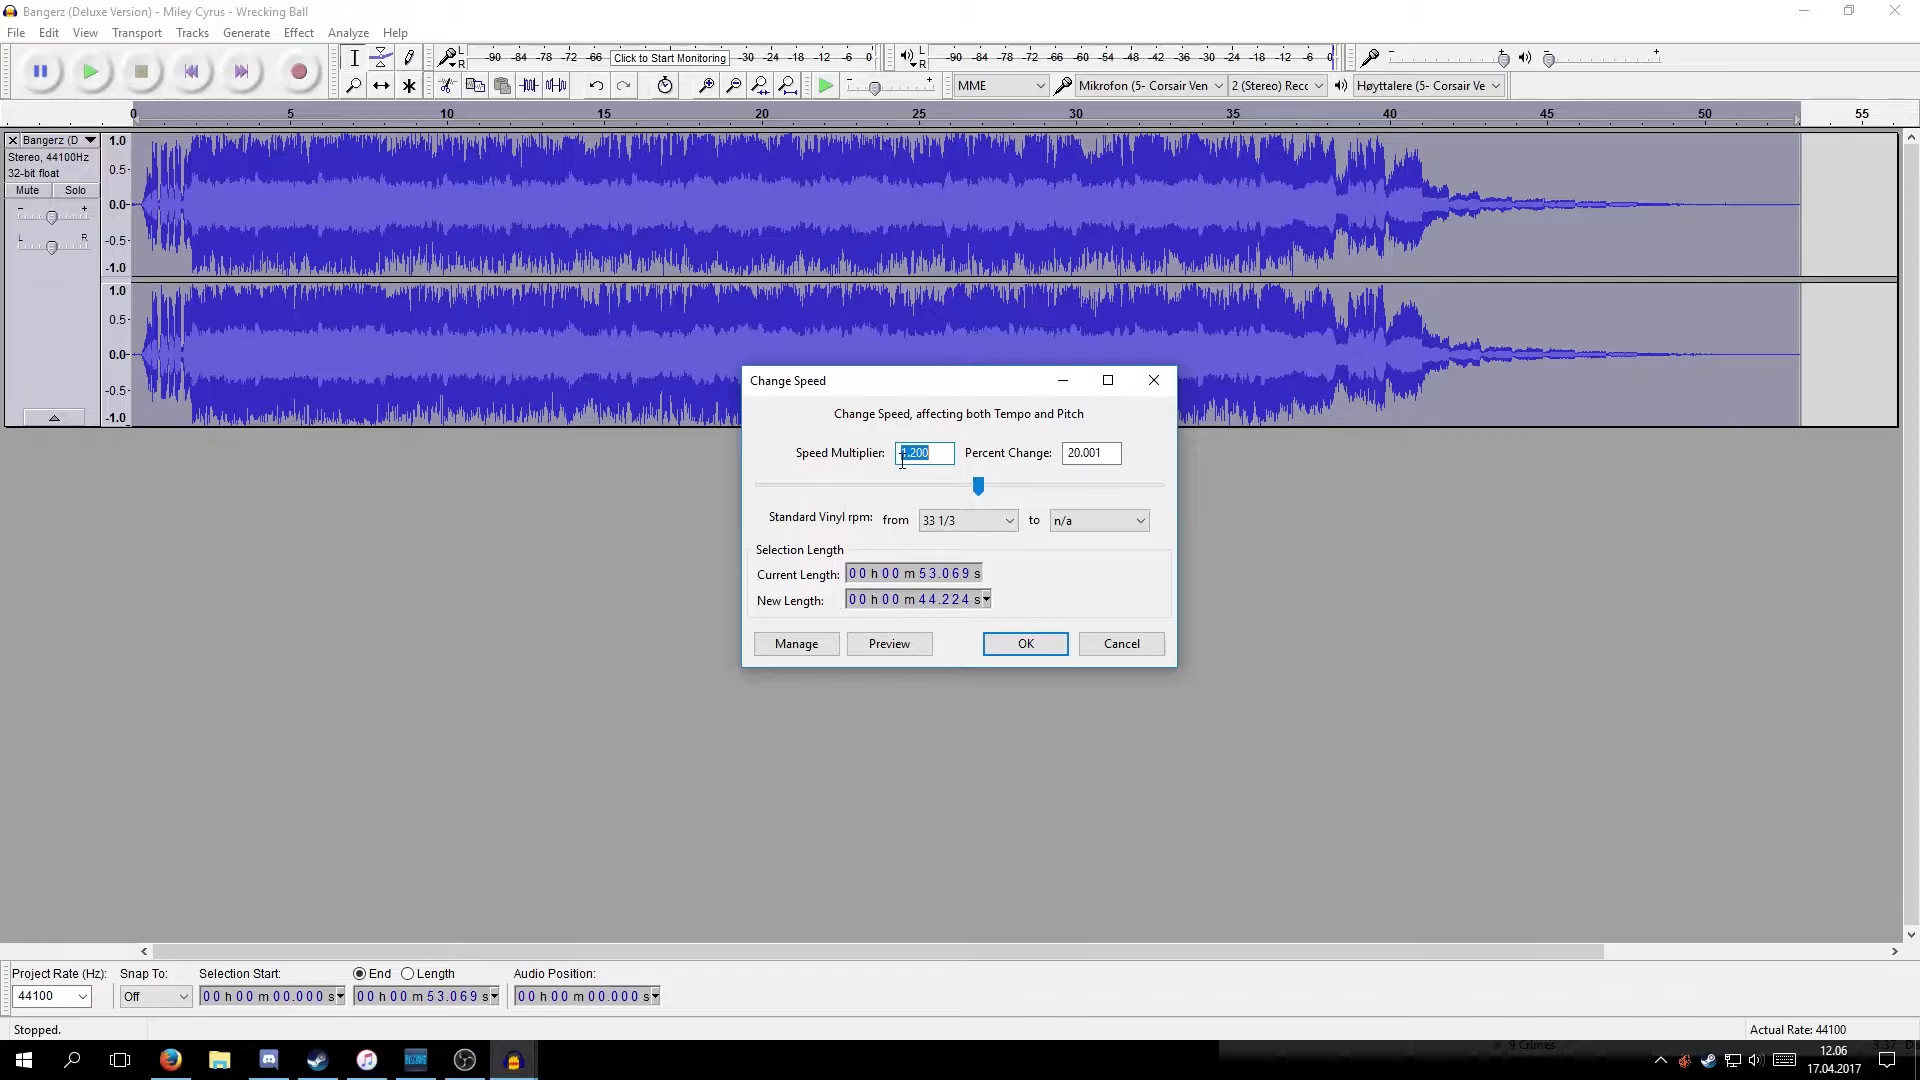 Bangerz (Deluxe Version) - Miley Cyrus - Wrecking Ball
File Edit View Transport Tracks Generate Effect Analyze Help
L R -90 -84 -78 -72 -66 Click to Start Monitoring -30 -24 -18 -12 -6 0 L R -90 -84 -78 -72 -66 -60 -54 -48 -42 -36 -30 -24 -18 -12 -6 0 - + - +
- + MME Mikrofon (5- Corsair Ven 2 (Stereo) Recc Høyttalere (5- Corsair Ve
0 5 10 15 20 25 30 35 40 45 50 55
Bangerz (D
Stereo, 44100Hz
32-bit float
Mute Solo
- +
L R
1.0
0.5
0.0
-0.5
-1.0
1.0
0.5
0.0
-0.5
-1.0
Change Speed
Change Speed, affecting both Tempo and Pitch
Speed Multiplier: 1.200 Percent Change: 20.001
Standard Vinyl rpm: from 33 1/3 to n/a
Selection Length
Current Length: 00 h 00 m 53.069 s
New Length: 00 h 00 m 44.224 s
Manage Preview OK Cancel
Project Rate (Hz): Snap To: Selection Start: End Length Audio Position:
44100 Off 00 h 00 m 00.000 s 00 h 00 m 53.069 s 00 h 00 m 00.000 s
Stopped. Actual Rate: 44100
9 Crimes
12.06
17.04.2017